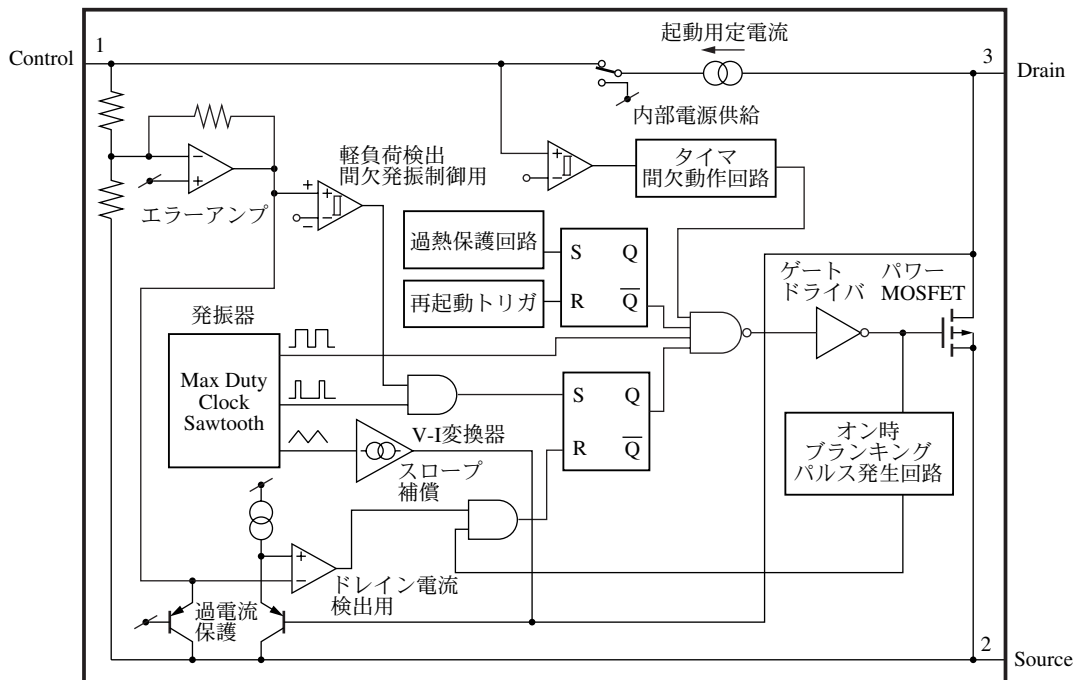 1
Control
起動用定電流
3
Drain
内部電源供給
−
+
エラーアンプ
軽負荷検出
間欠発振制御用
+
+
−
−
+
−
タイマ
間欠動作回路
過熱保護回路
再起動トリガ
S Q
R Q
ゲート
ドライバ
パワー
MOSFET
発振器
Max Duty
Clock
Sawtooth
V-I変換器
スロープ
補償
S Q
R Q
オン時
ブランキング
パルス発生回路
+
−
ドレイン電流
検出用
過電流
保護
2
Source